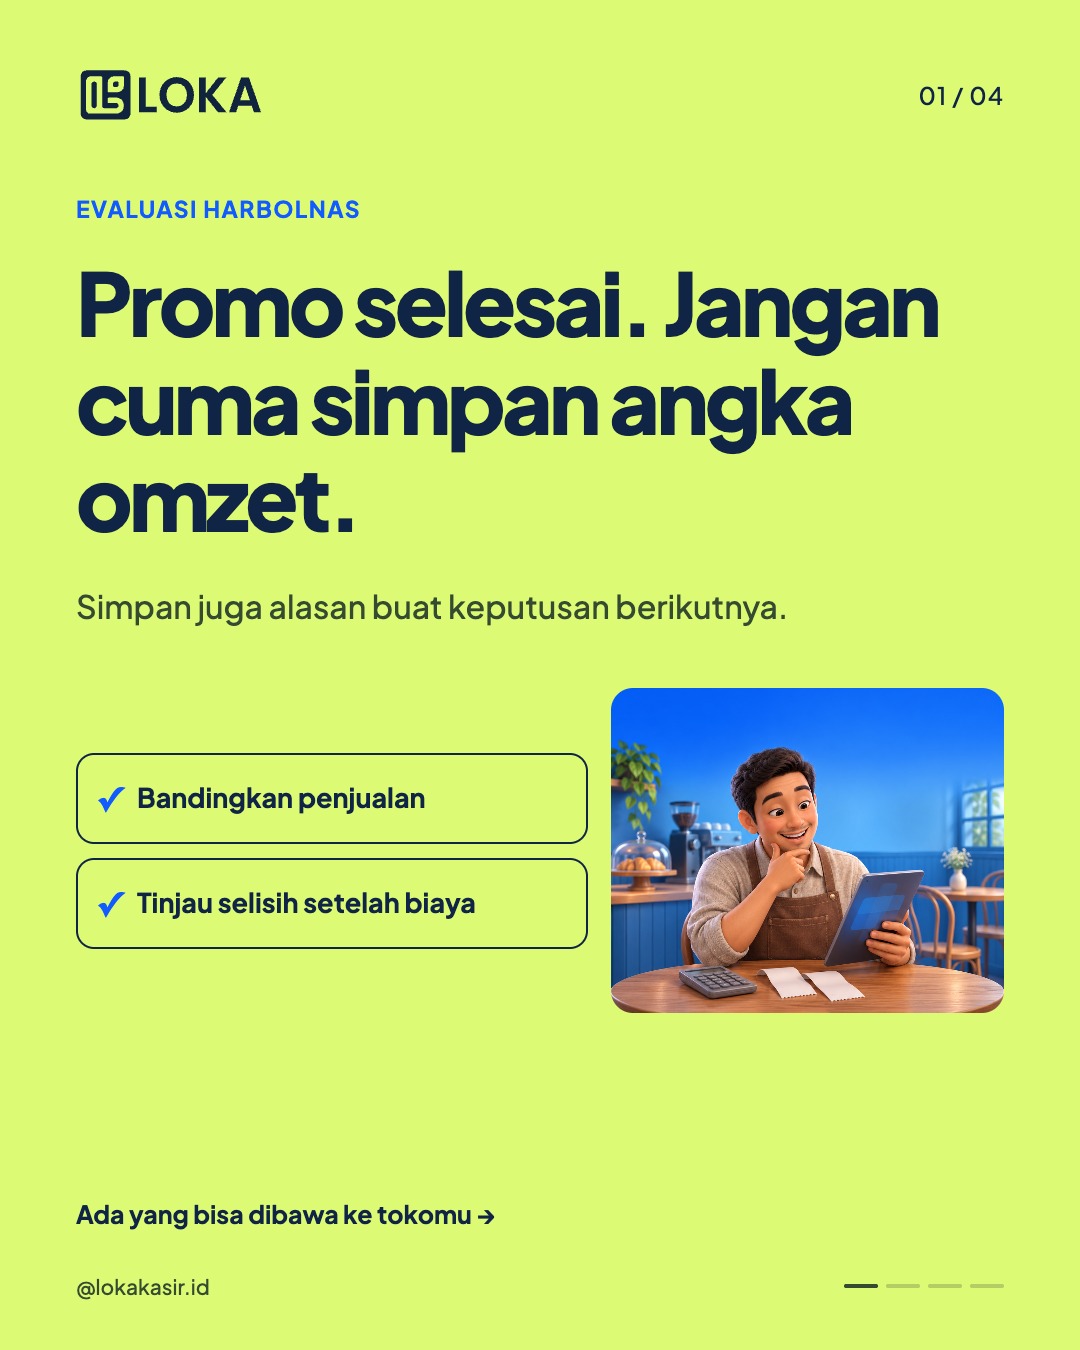 LOKA
01 / 04
EVALUASI HARBOLNAS
Promo selesai. Jangan
cuma simpan angka
omzet.
Simpan juga alasan buat keputusan berikutnya.
✓ Bandingkan penjualan
✓ Tinjau selisih setelah biaya
Ada yang bisa dibawa ke tokomu →
@lokakasir.id